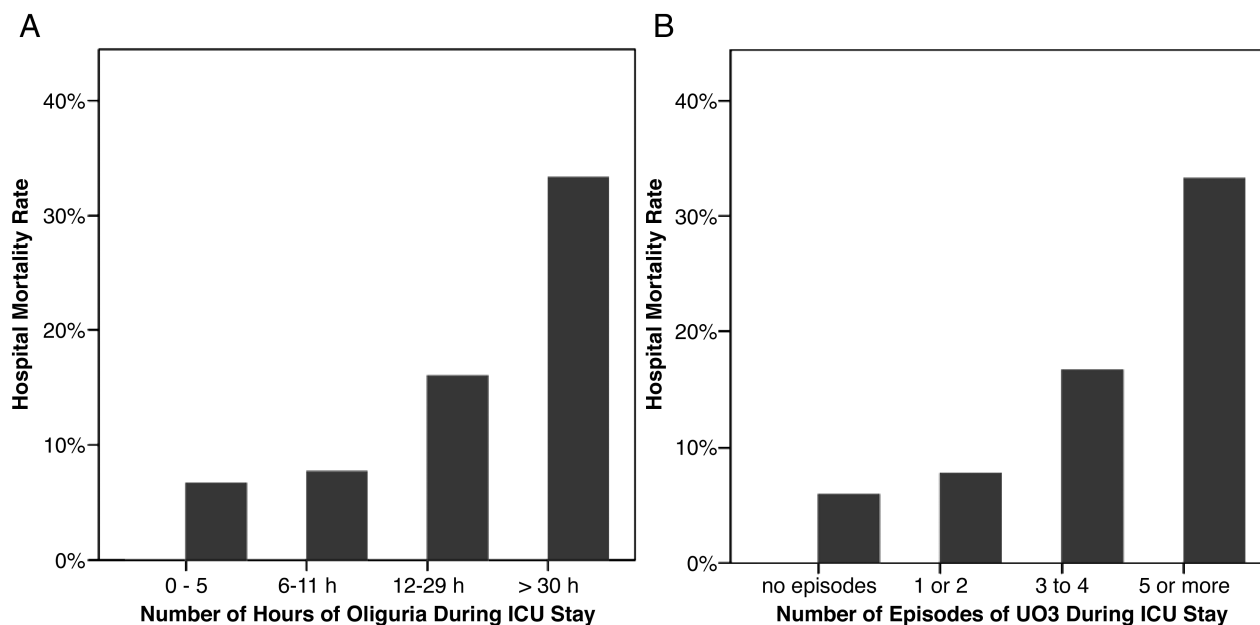 A
Hospital Mortality Rate
40%
30%
20%
10%
0%
0 - 5 6-11 h 12-29 h > 30 h
Number of Hours of Oliguria During ICU Stay
B
Hospital Mortality Rate
40%
30%
20%
10%
0%
no episodes 1 or 2 3 to 4 5 or more
Number of Episodes of UO3 During ICU Stay